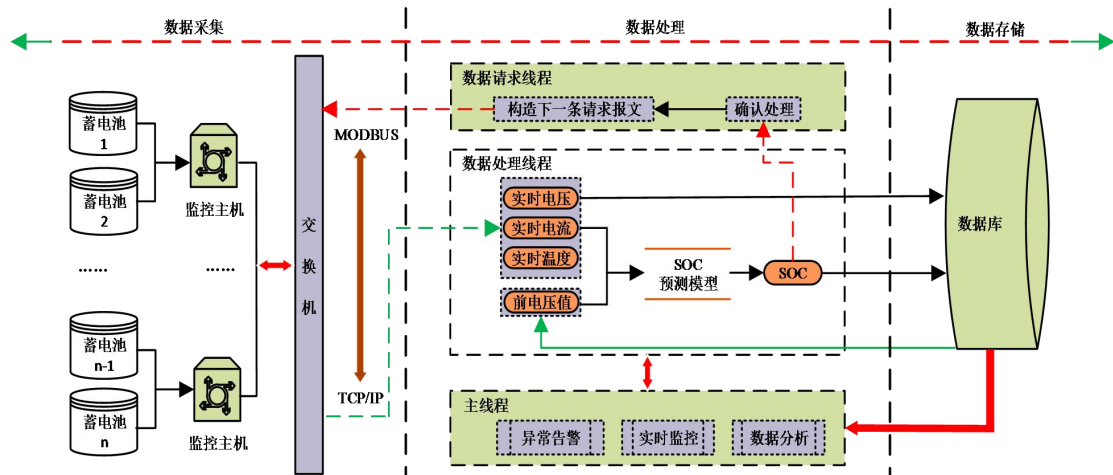 数据采集
数据处理
数据存储
蓄电池
1
蓄电池
2
监控主机
......
......
蓄电池
n-1
蓄电池
n
监控主机
交
换
机
MODBUS
TCP/IP
数据请求线程
构造下一条请求报文
确认处理
数据处理线程
实时电压
实时电流
实时温度
前电压值
SOC
预测模型
SOC
数据库
主线程
异常告警
实时监控
数据分析